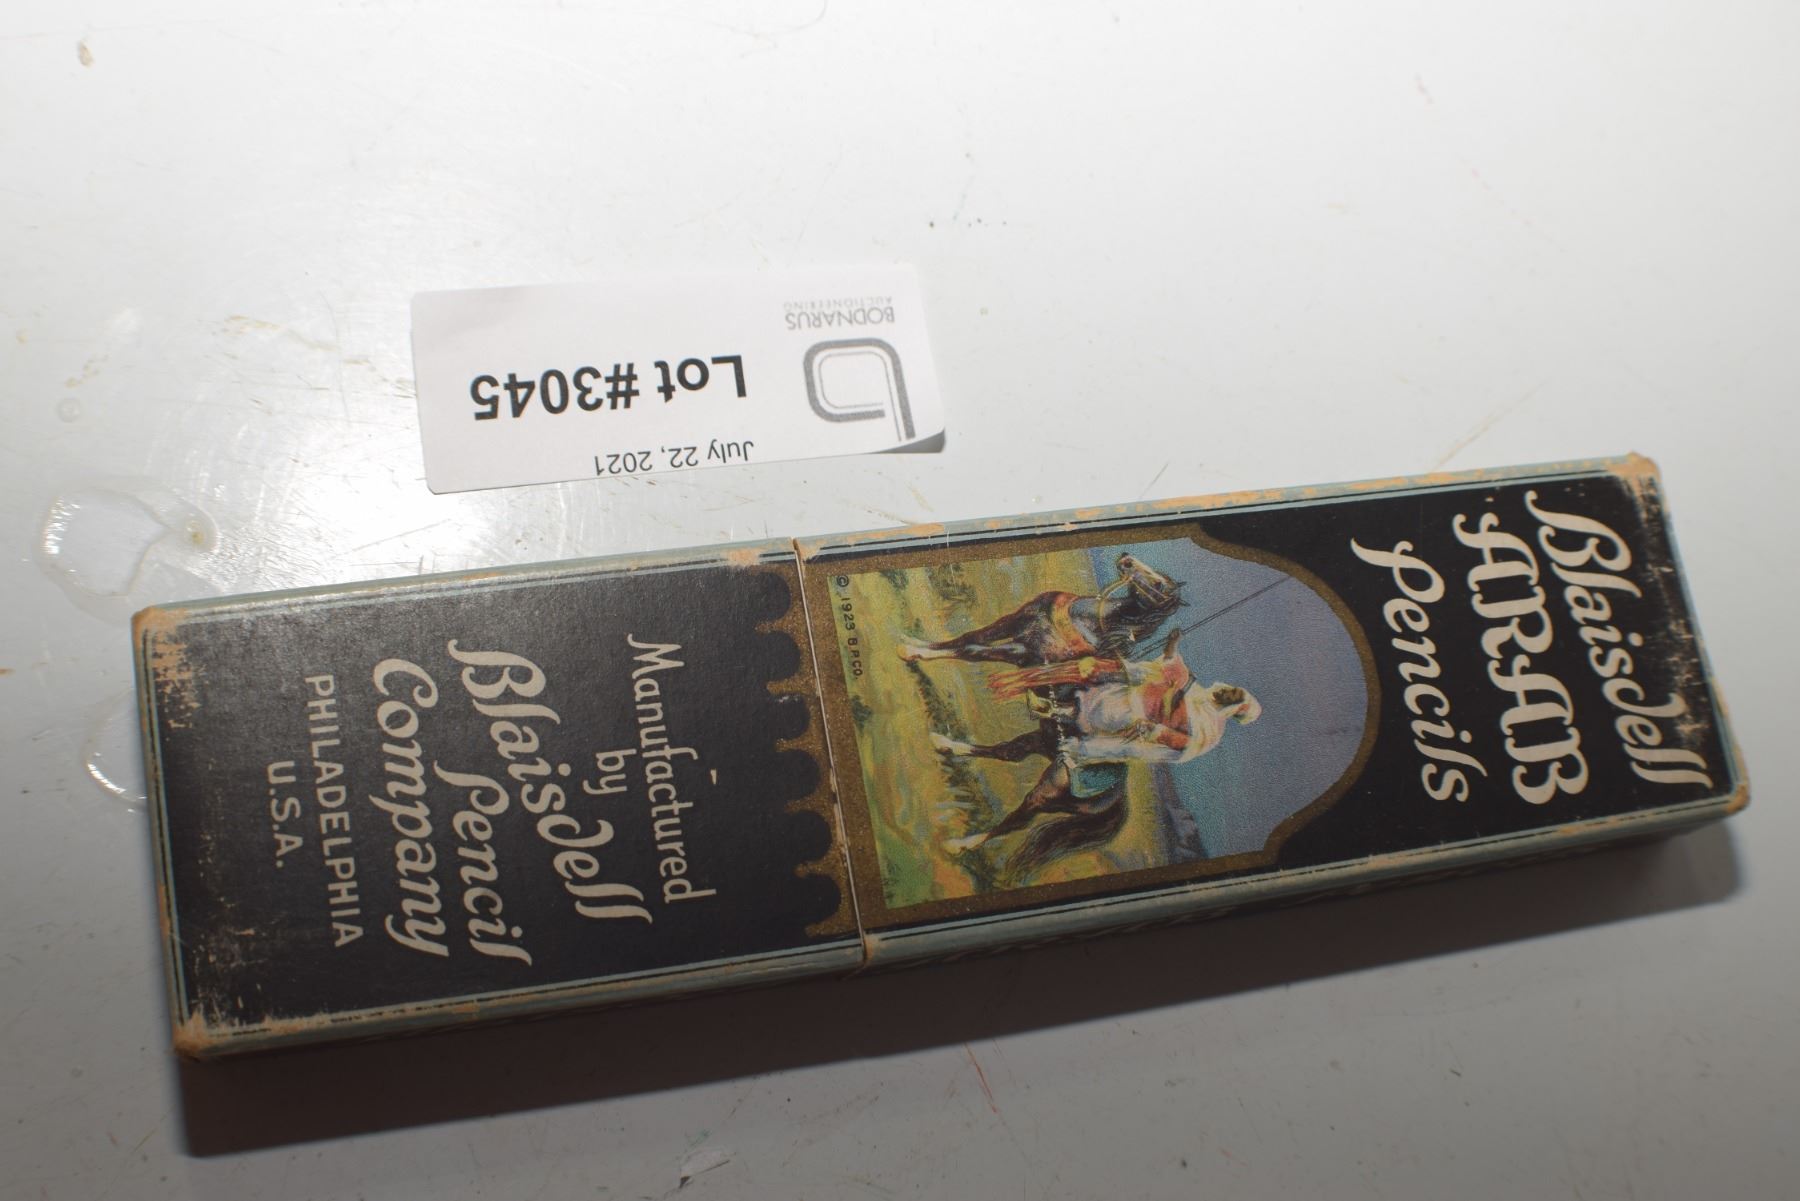 July 22, 2021
Lot #3045
BODNARUS
AUCTIONEERING
Blaisdell
ARAB
Pencils
© 1923 B.P.CO.
Manufactured
by
Blaisdell
Pencil
Company
PHILADELPHIA
U.S.A.